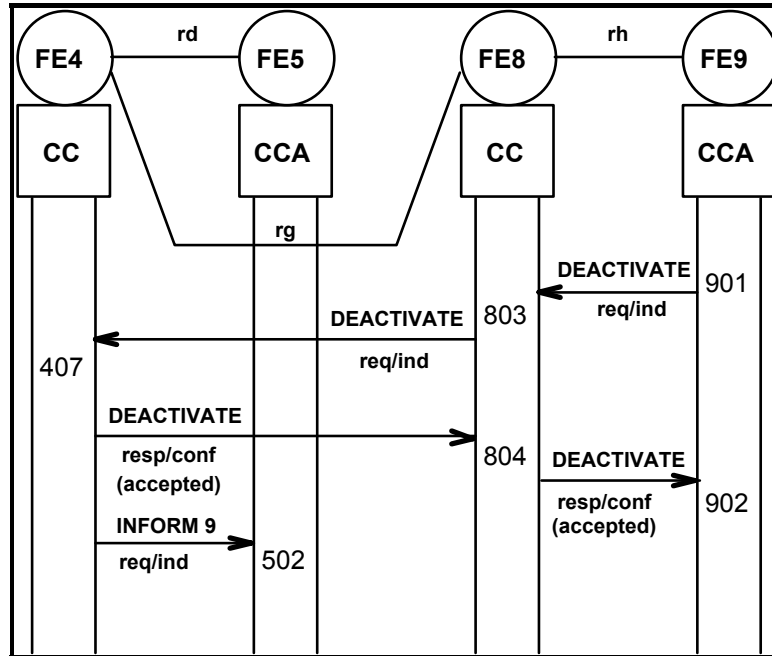 rd
rh
FE4
FE5
FE8
FE9
CC
CCA
CC
CCA
rg
DEACTIVATE
901
req/ind
803
DEACTIVATE
req/ind
407
DEACTIVATE
resp/conf
(accepted)
804
DEACTIVATE
resp/conf
(accepted)
902
INFORM 9
req/ind
502